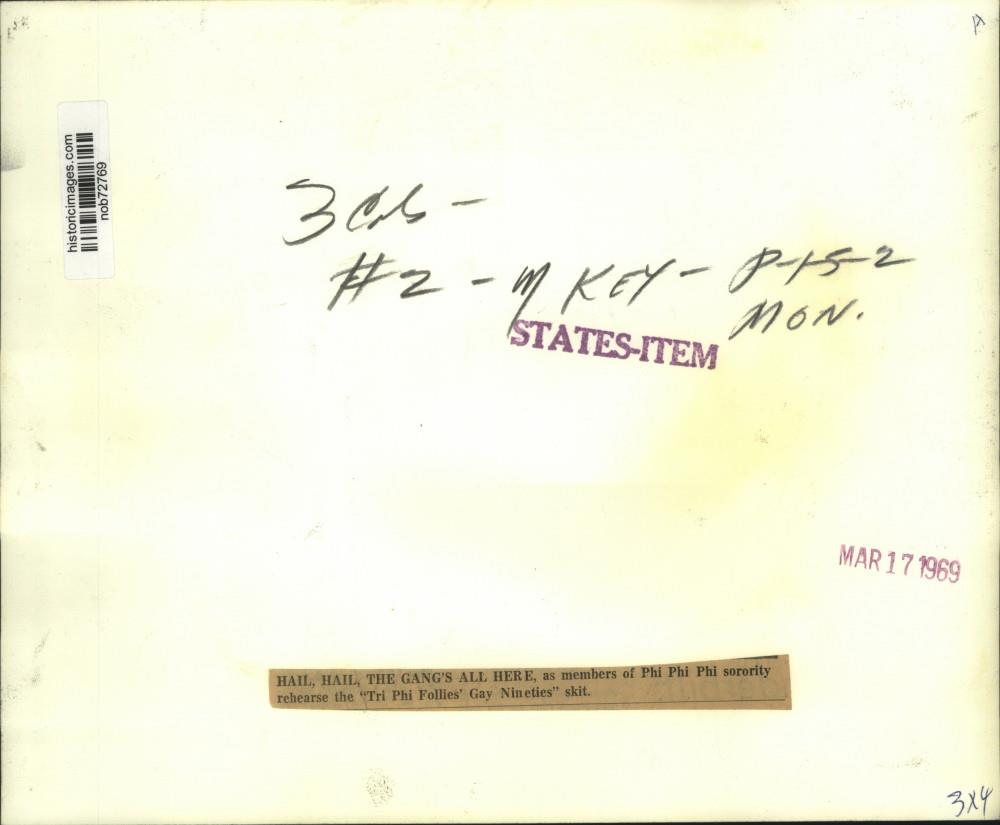 historicimages.com
nob72769
3 Cols -
#2 - M KEY - P-15-2
MON.
STATES-ITEM
MAR 17 1969
HAIL, HAIL, THE GANG'S ALL HERE, as members of Phi Phi Phi sorority
rehearse the "Tri Phi Follies' Gay Nineties" skit.
3X4